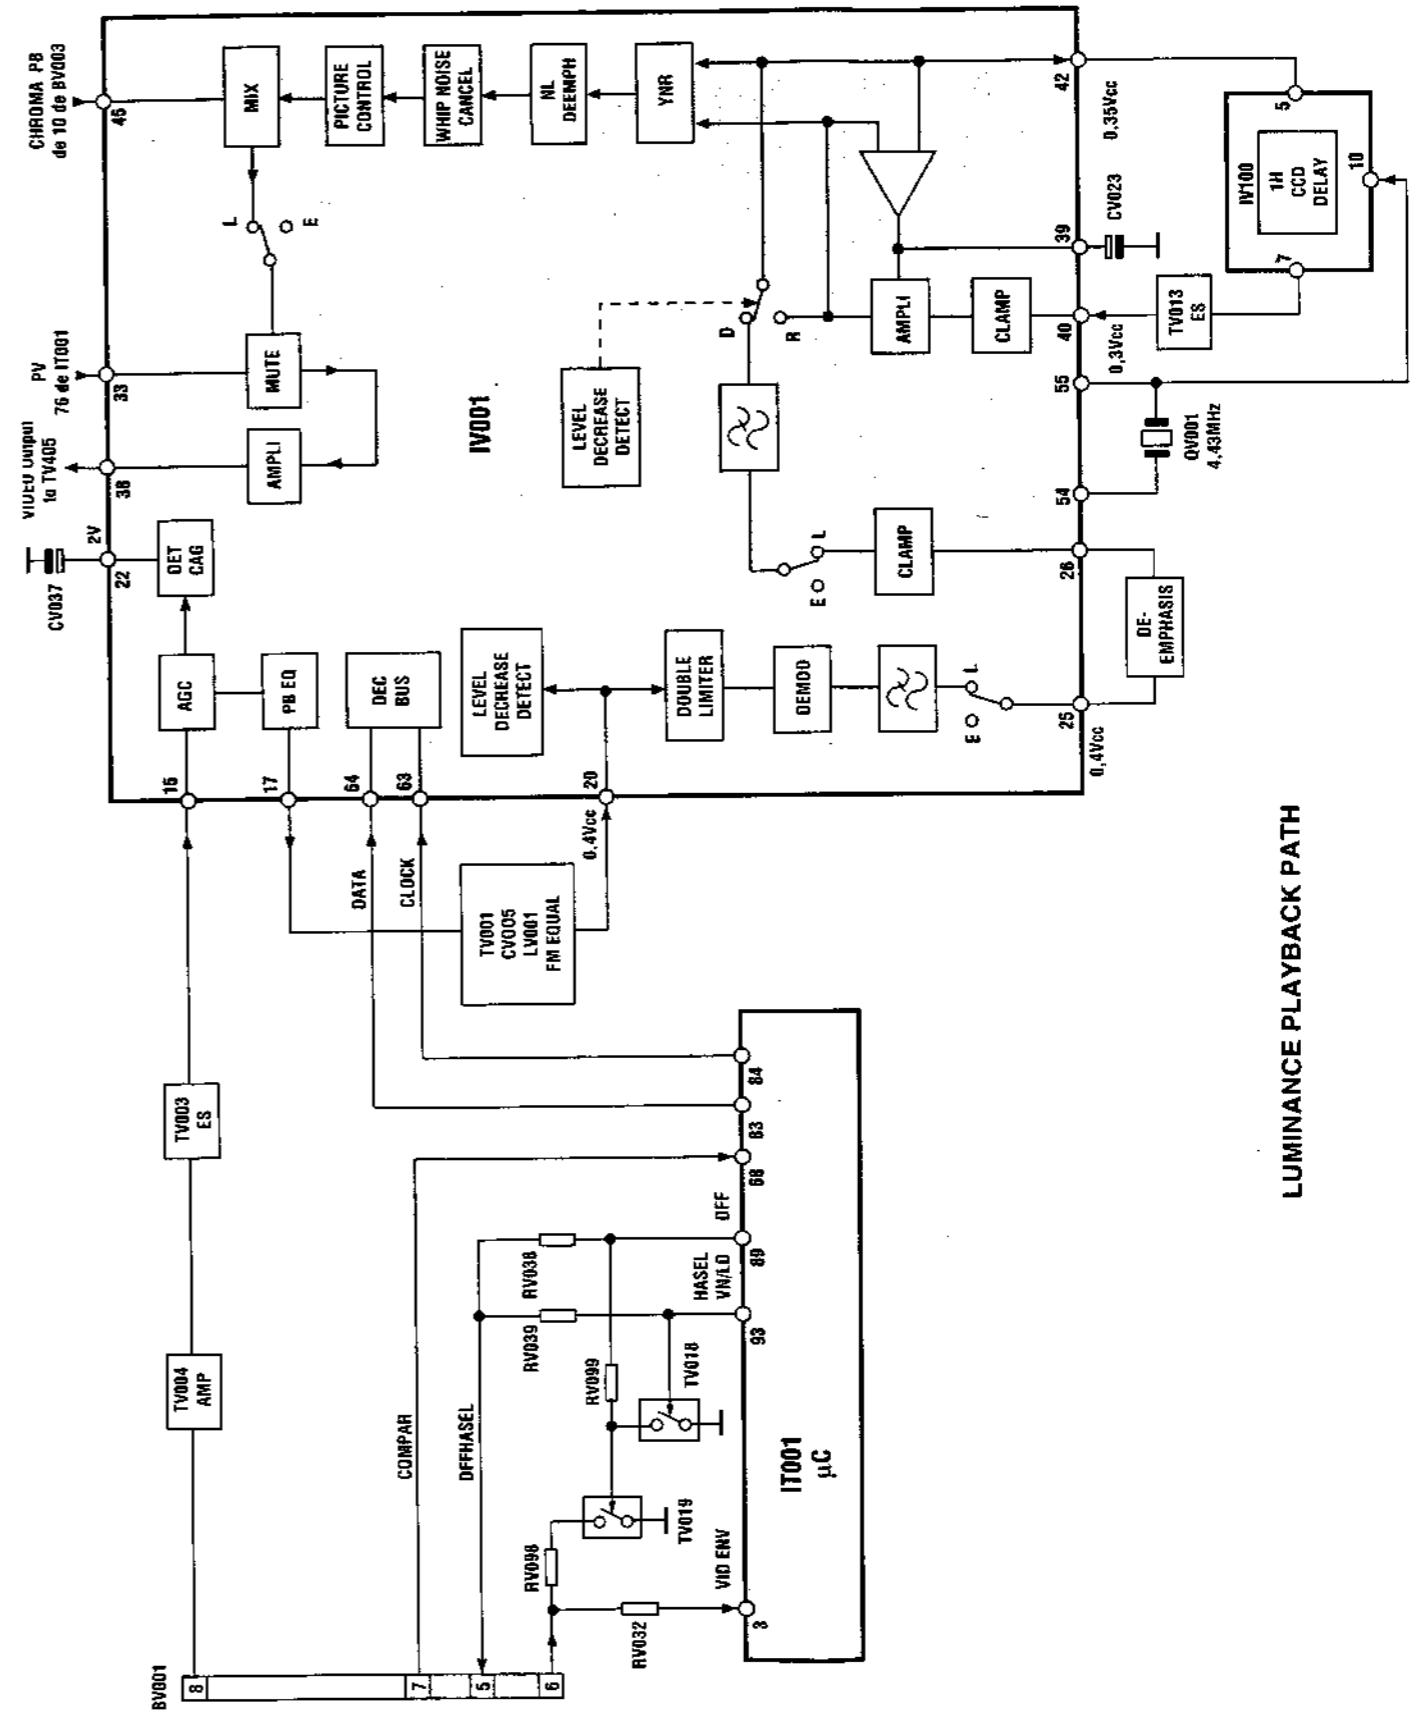 LUMINANCE PLAYBACK PATH
BV001
8
7
5
6
TV004
AMP
TV003
ES
COMPAR
DFFHASEL
RV098
RV032
TV019
RV099
TV018
RV039
RV038
VID ENV
HASEL
VN/LD
DFF
3
93
89
68
83
84
IT001
µC
DATA
CLOCK
TV001
CV005
LV001
FM EQUAL
0,4Vcc
16
17
64
63
20
AGC
PB EQ
DEC
BUS
DET
CAG
LEVEL
DECREASE
DETECT
DOUBLE
LIMITER
DEMOD
E
L
25
0,4Vcc
DE-
EMPHASIS
26
CLAMP
E
L
IV001
LEVEL
DECREASE
DETECT
D
R
CV037
2V
22
VIDEO Output
to TV405
38
AMPLI
PV
76 de IT001
33
MUTE
L
E
CHROMA PB
de 10 de BV003
45
MIX
PICTURE
CONTROL
WHIP NOISE
CANCEL
NL
DEEMPH
YNR
AMPLI
CLAMP
54
55
QV001
4,43MHz
40
0,3Vcc
TV013
ES
39
CV023
42
0,35Vcc
IV100
1H
CCD
DELAY
5
7
10